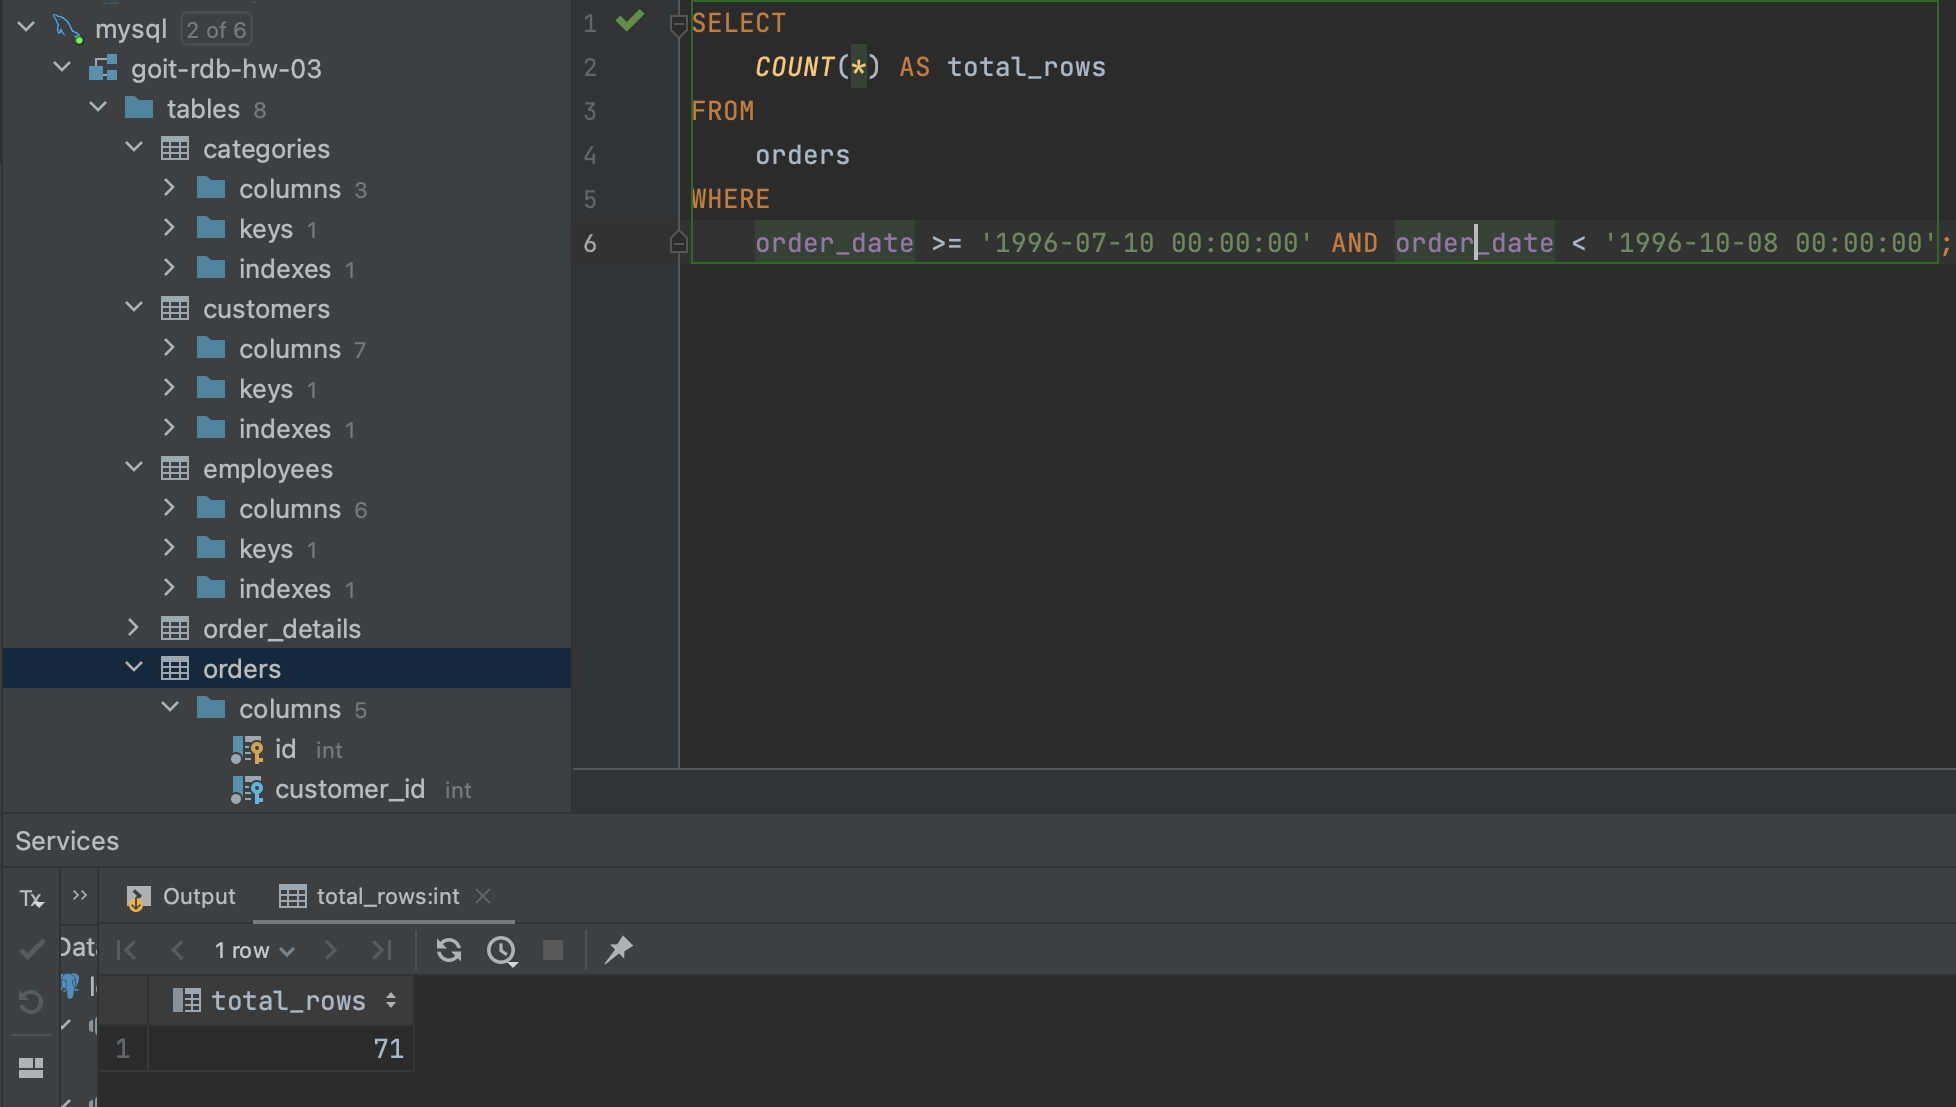 mysql 2 of 6
goit-rdb-hw-03
tables 8
categories
columns 3
keys 1
indexes 1
customers
columns 7
keys 1
indexes 1
employees
columns 6
keys 1
indexes 1
order_details
orders
columns 5
id int
customer_id int
1 SELECT
2 COUNT(*) AS total_rows
3 FROM
4 orders
5 WHERE
6 order_date >= '1996-07-10 00:00:00' AND order_date < '1996-10-08 00:00:00';
Services
Tx
Output
total_rows:int
1 row
total_rows
1 71